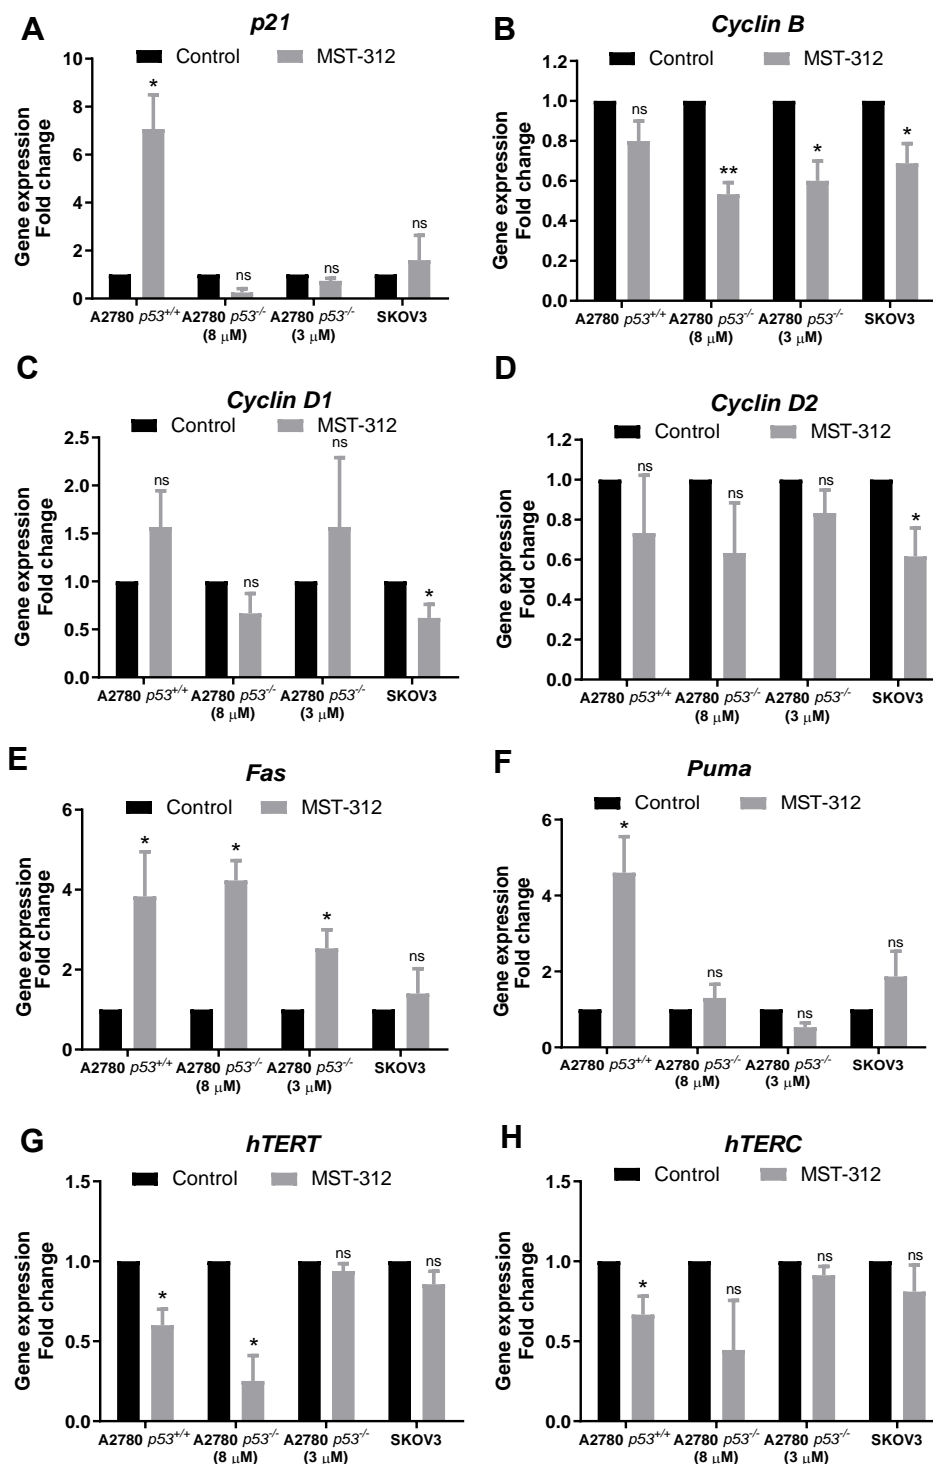 A
p21
Control MST-312
Gene expression
Fold change
10
8
6
4
2
0
*
ns
ns
ns
A2780 p53+/+ A2780 p53-/- A2780 p53-/- SKOV3
(8 μM) (3 μM)
B
Cyclin B
Control MST-312
Gene expression
Fold change
1.2
1.0
0.8
0.6
0.4
0.2
0.0
ns
**
*
*
A2780 p53+/+ A2780 p53-/- A2780 p53-/- SKOV3
(8 μM) (3 μM)
C
Cyclin D1
Control MST-312
Gene expression
Fold change
2.5
2.0
1.5
1.0
0.5
0.0
ns
ns
ns
*
A2780 p53+/+ A2780 p53-/- A2780 p53-/- SKOV3
(8 μM) (3 μM)
D
Cyclin D2
Control MST-312
Gene expression
Fold change
1.2
1.0
0.8
0.6
0.4
0.2
0.0
ns
ns
ns
*
A2780 p53+/+ A2780 p53-/- A2780 p53-/- SKOV3
(8 μM) (3 μM)
E
Fas
Control MST-312
Gene expression
Fold change
6
4
2
0
*
*
*
ns
A2780 p53+/+ A2780 p53-/- A2780 p53-/- SKOV3
(8 μM) (3 μM)
F
Puma
Control MST-312
Gene expression
Fold change
6
4
2
0
*
ns
ns
ns
A2780 p53+/+ A2780 p53-/- A2780 p53-/- SKOV3
(8 μM) (3 μM)
G
hTERT
Control MST-312
Gene expression
Fold change
1.5
1.0
0.5
0.0
*
*
ns
ns
A2780 p53+/+ A2780 p53-/- A2780 p53-/- SKOV3
(8 μM) (3 μM)
H
hTERC
Control MST-312
Gene expression
Fold change
1.5
1.0
0.5
0.0
*
ns
ns
ns
A2780 p53+/+ A2780 p53-/- A2780 p53-/- SKOV3
(8 μM) (3 μM)